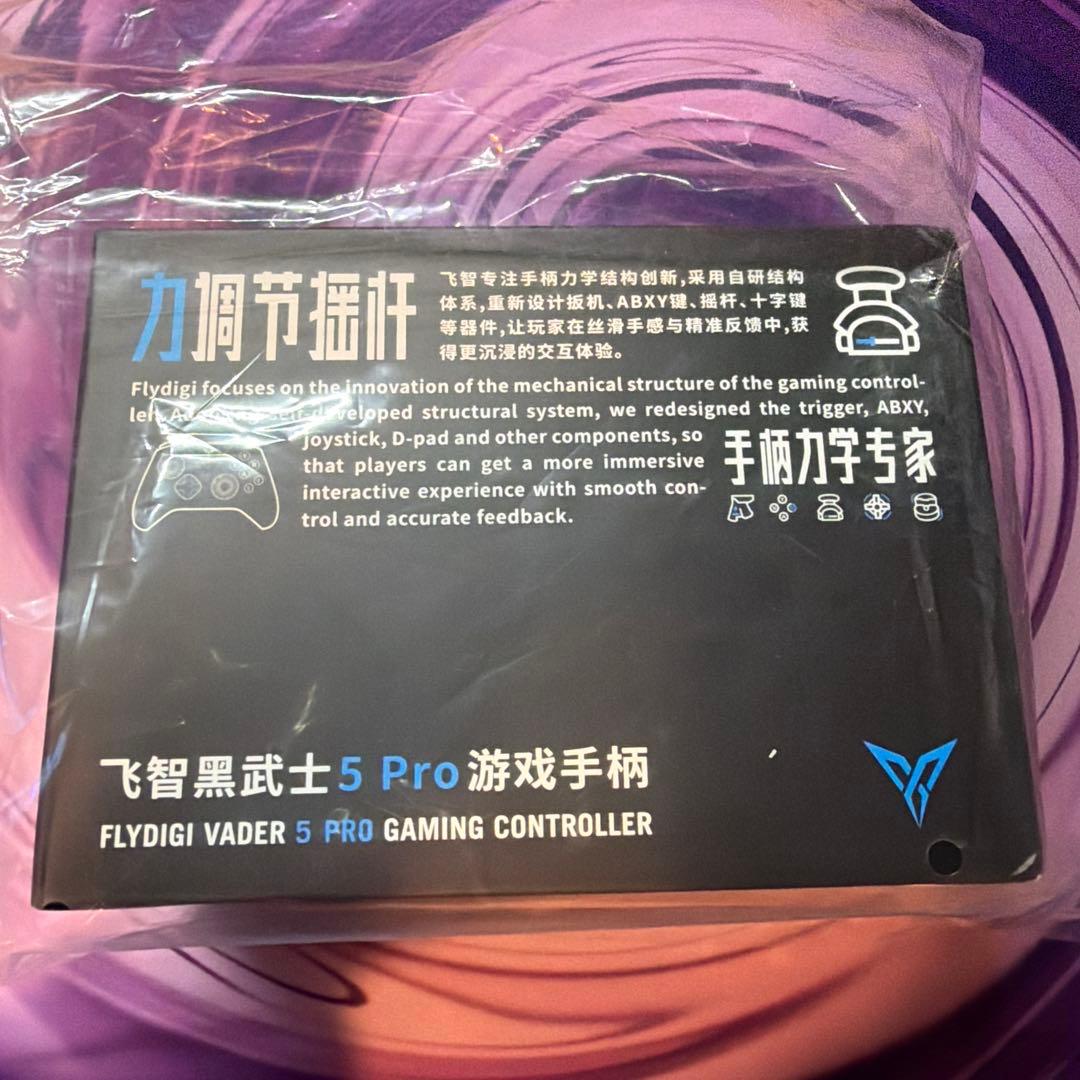 力调节摇杆
飞智专注手柄力学结构创新,采用自研结构
体系,重新设计扳机、ABXY键、摇杆、十字键
等器件,让玩家在丝滑手感与精准反馈中,获
得更沉浸的交互体验。
Flydigi focuses on the innovation of the mechanical structure of the gaming control-
self-developed structural system, we redesigned the trigger, ABXY,
joystick, D-pad and other components, so
that players can get a more immersive
interactive experience with smooth con-
trol and accurate feedback.
手柄力学专家
飞智黑武士5 Pro游戏手柄
FLYDIGI VADER 5 PRO GAMING CONTROLLER